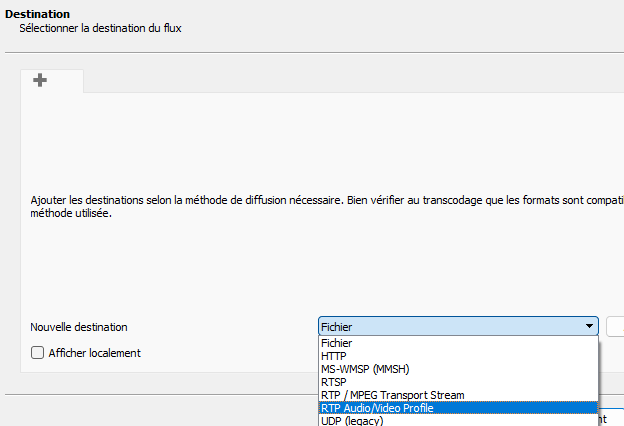 Destination
Sélectionner la destination du flux
Ajouter les destinations selon la méthode de diffusion nécessaire. Bien vérifier au transcodage que les formats sont
méthode utilisée.
Nouvelle destination
Fichier
Afficher localement
Fichier
HTTP
MS-WMSP (MMSH)
RTSP
RTP / MPEG Transport Stream
RTP Audio/Video Profile
UDP (legacy)